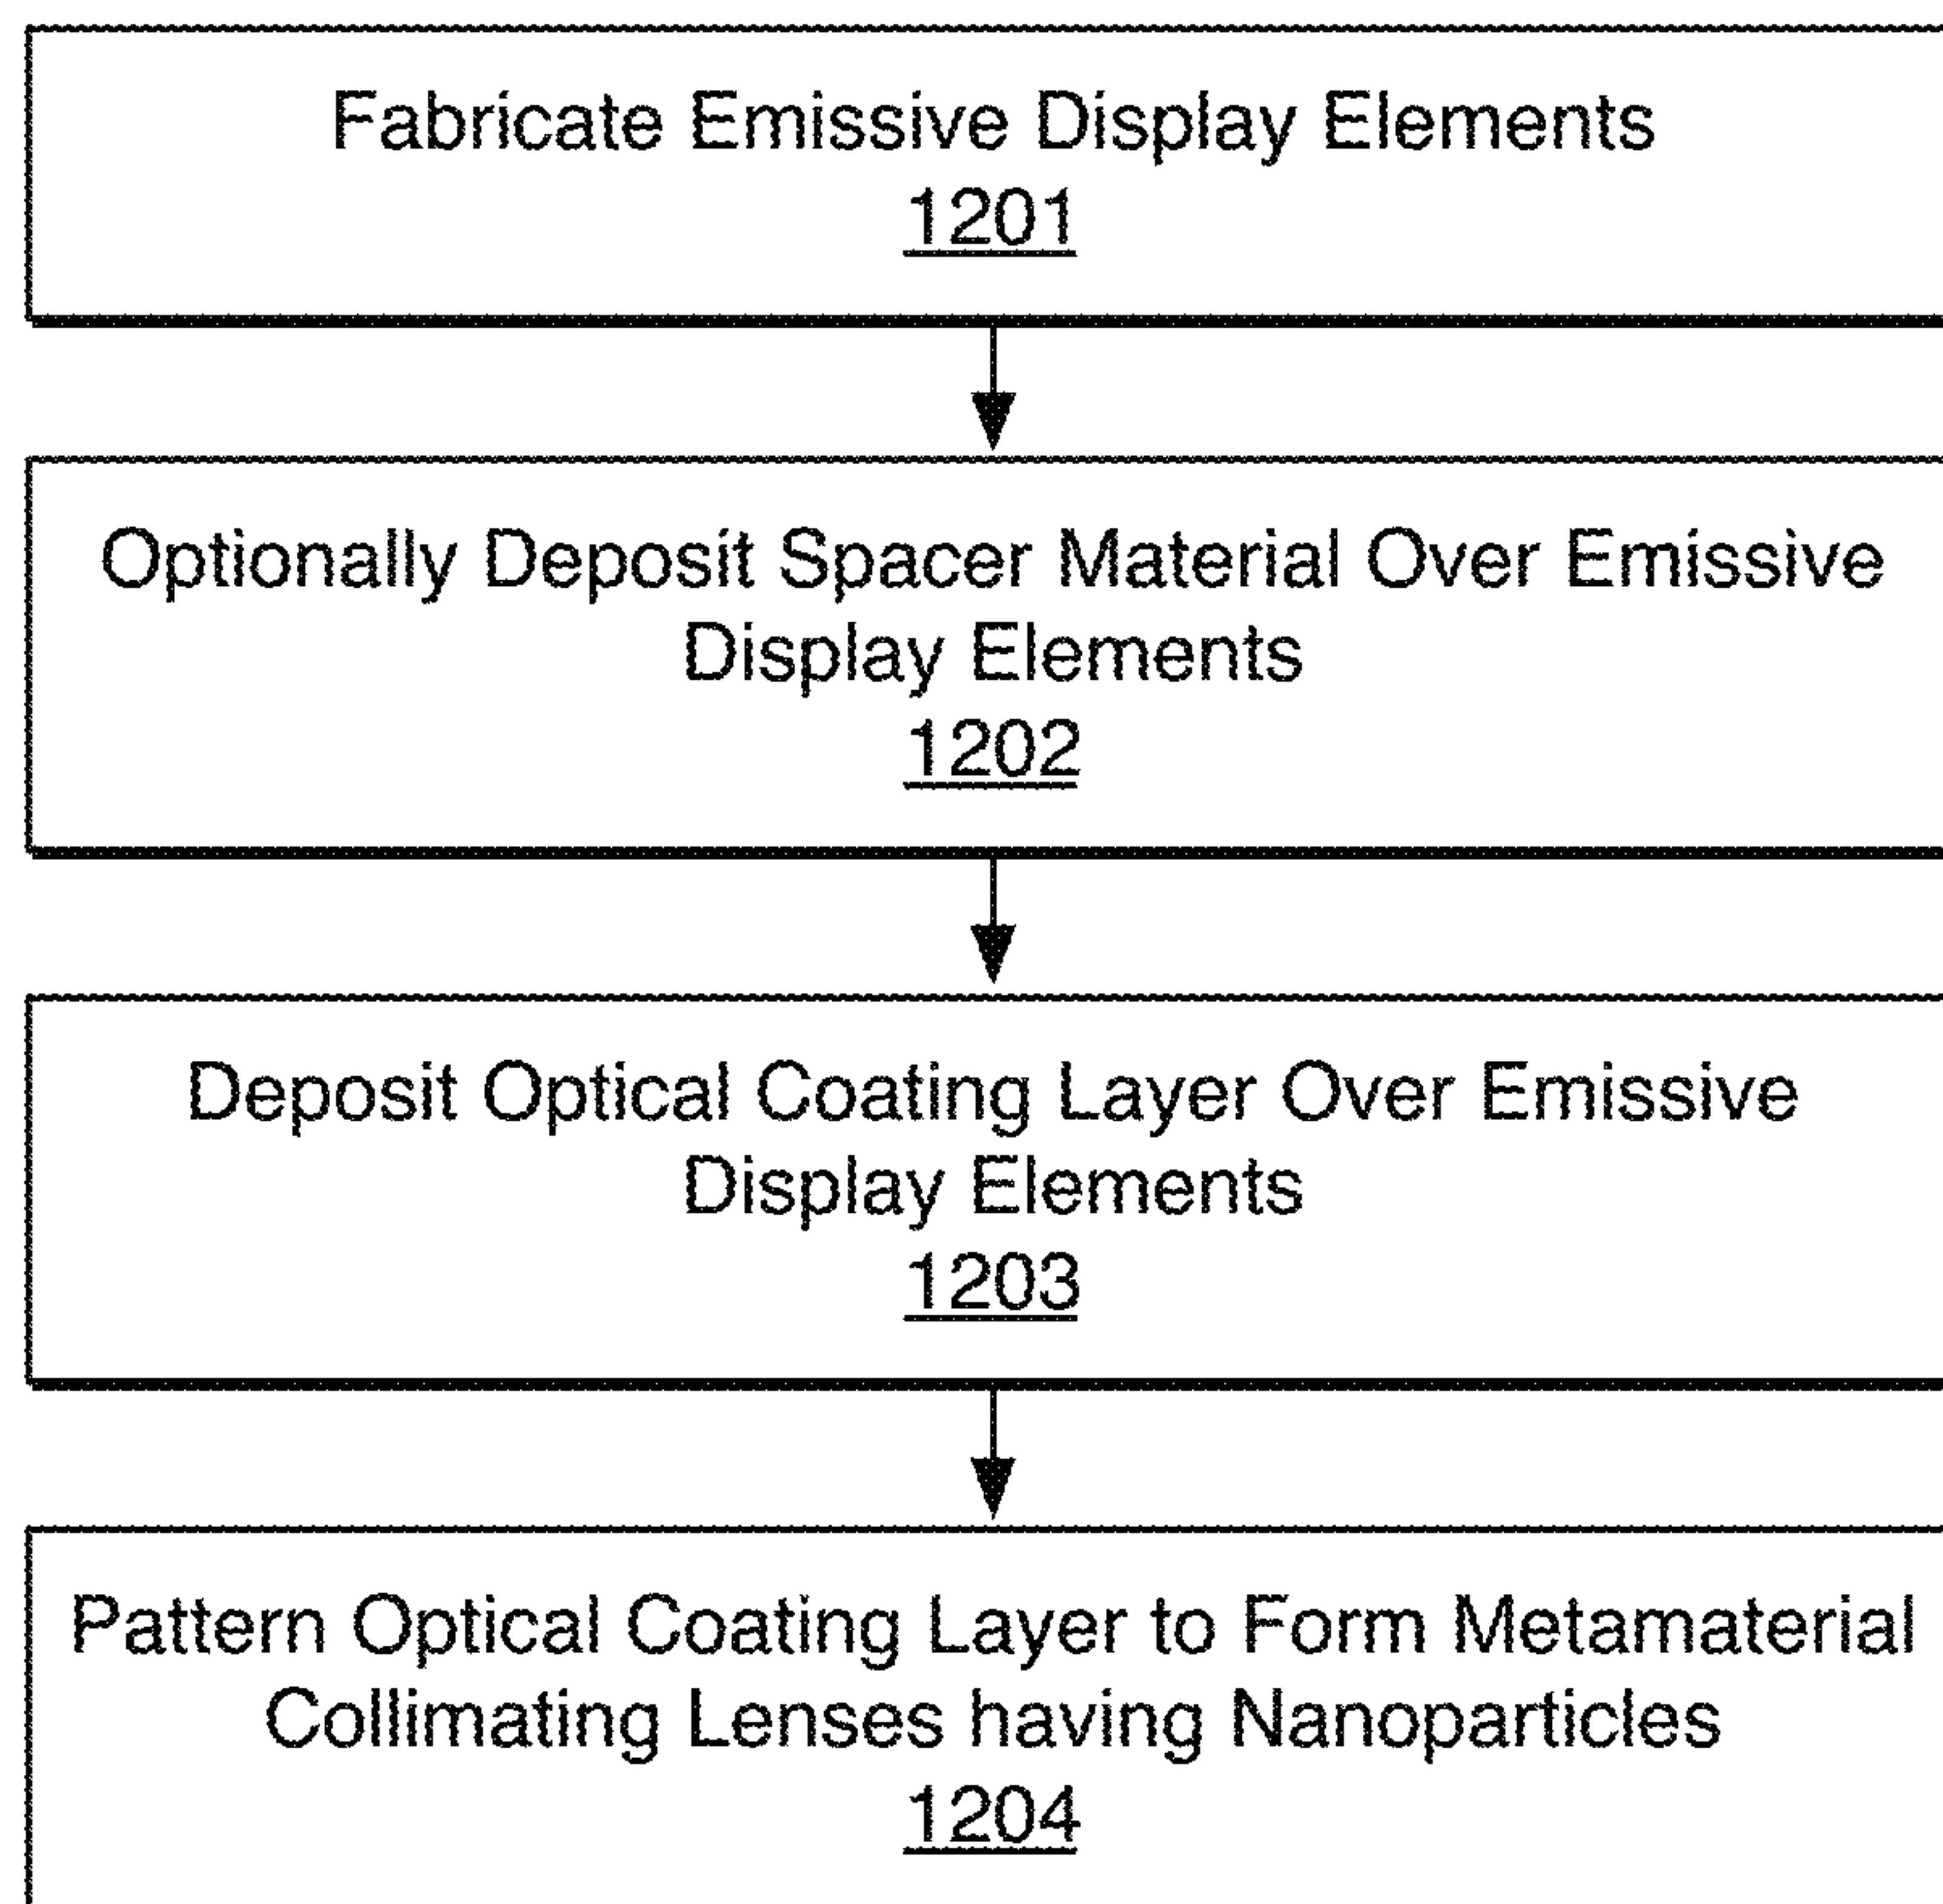 Fabricate Emissive Display Elements
1201
Optionally Deposit Spacer Material Over Emissive
Display Elements
1202
Deposit Optical Coating Layer Over Emissive
Display Elements
1203
Pattern Optical Coating Layer to Form Metamaterial
Collimating Lenses having Nanoparticles
1204